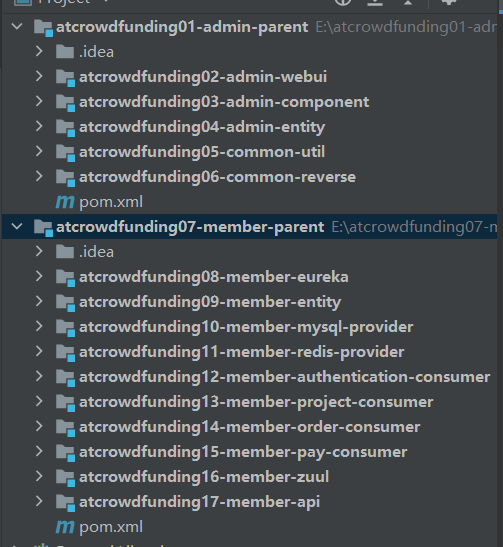 Project
atcrowdfunding01-admin-parent E:\atcrowdfunding01-adr
.idea
atcrowdfunding02-admin-webui
atcrowdfunding03-admin-component
atcrowdfunding04-admin-entity
atcrowdfunding05-common-util
atcrowdfunding06-common-reverse
m pom.xml
atcrowdfunding07-member-parent E:\atcrowdfunding07-m
.idea
atcrowdfunding08-member-eureka
atcrowdfunding09-member-entity
atcrowdfunding10-member-mysql-provider
atcrowdfunding11-member-redis-provider
atcrowdfunding12-member-authentication-consumer
atcrowdfunding13-member-project-consumer
atcrowdfunding14-member-order-consumer
atcrowdfunding15-member-pay-consumer
atcrowdfunding16-member-zuul
atcrowdfunding17-member-api
m pom.xml